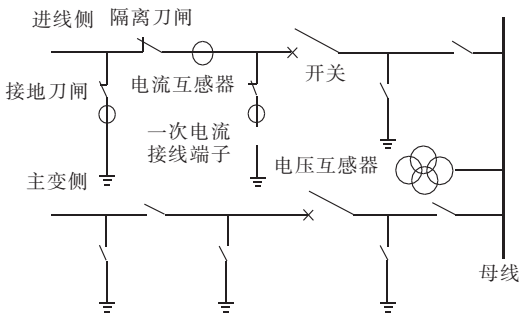 进线侧 隔离刀闸
接地刀闸
电流互感器
开关
一次电流
接线端子
电压互感器
主变侧
母线